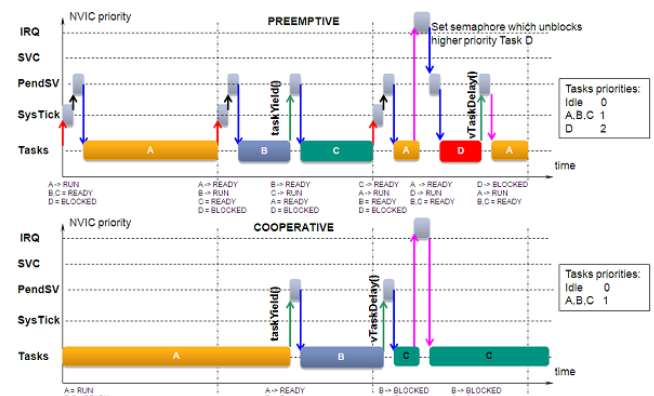 NVIC priority
PREEMPTIVE
IRQ
Set semaphore which unblocks
higher priority Task D
SVC
PendSV
taskYield()
vTaskDelay()
SysTick
Tasks
A
B
C
A
D
A
time
Tasks priorities:
Idle 0
A,B,C 1
D 2
A -> RUN
B,C = READY
D = BLOCKED
A -> READY
B -> RUN
C = READY
D = BLOCKED
B -> READY
C -> RUN
A = READY
D = BLOCKED
C -> READY
A -> RUN
B = READY
D = BLOCKED
A -> READY
D -> RUN
B,C = READY
D -> BLOCKED
A -> RUN
B,C = READY
NVIC priority
COOPERATIVE
IRQ
SVC
PendSV
taskYield()
vTaskDelay()
SysTick
Tasks
A
B
C
C
time
Tasks priorities:
Idle 0
A,B,C 1
A = RUN
A -> READY
B -> BLOCKED
B -> BLOCKED